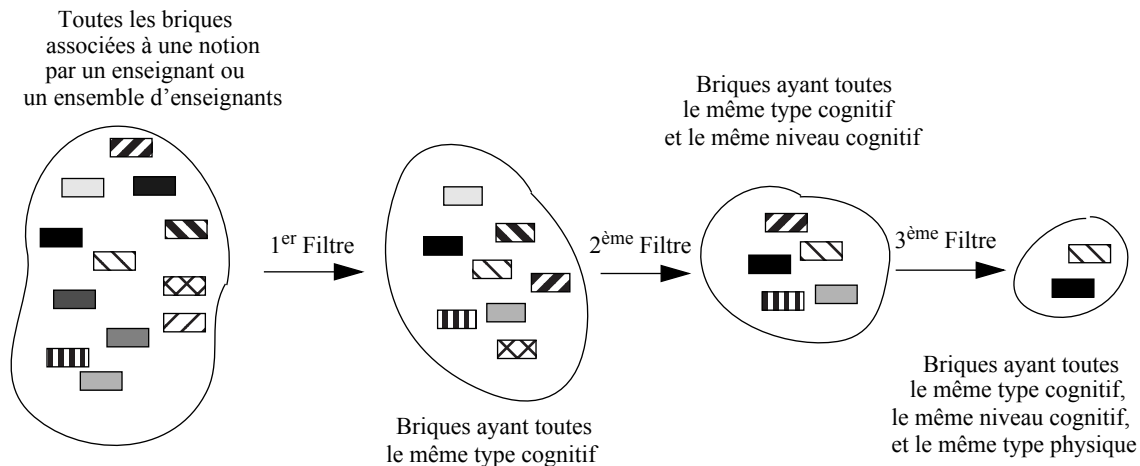 Toutes les briques
associées à une notion
par un enseignant ou
un ensemble d’enseignants
1er Filtre
Briques ayant toutes
le même type cognitif
2ème Filtre
Briques ayant toutes
le même type cognitif
et le même niveau cognitif
3ème Filtre
Briques ayant toutes
le même type cognitif,
le même niveau cognitif,
et le même type physique